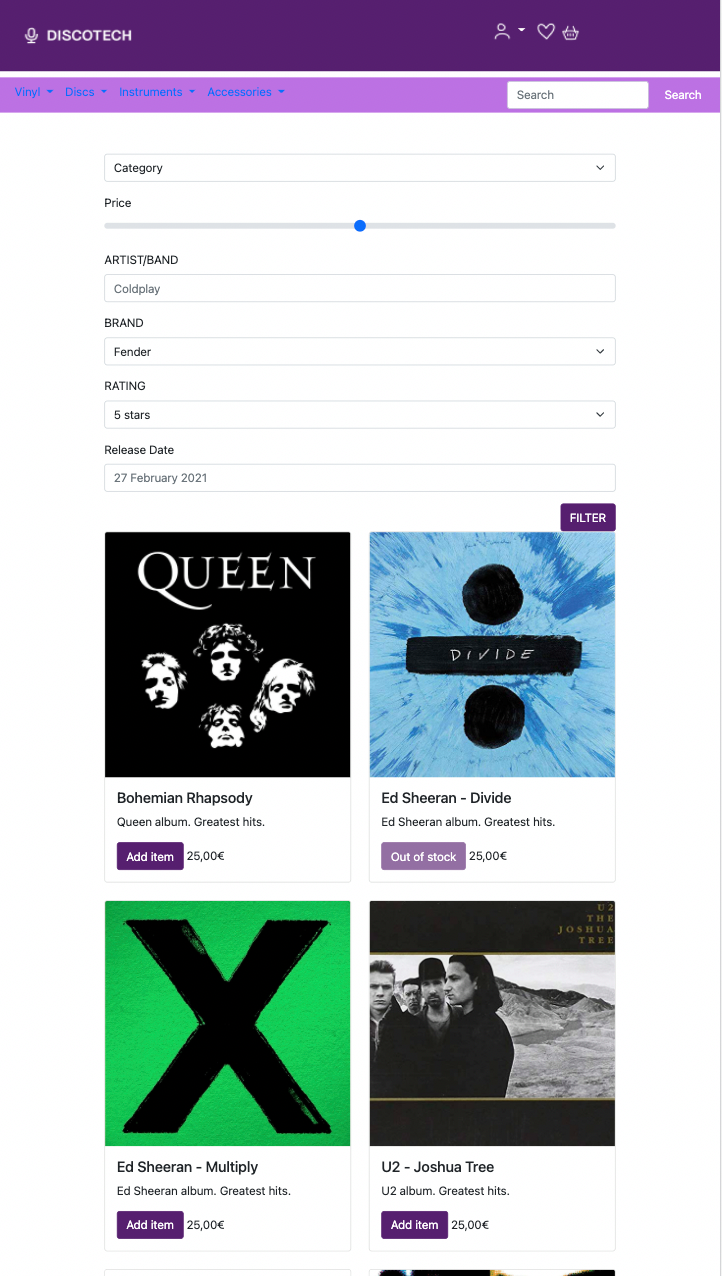 DISCOTECH
Vinyl Discs Instruments Accessories Search Search
Category
Price
ARTIST/BAND
Coldplay
BRAND
Fender
RATING
5 stars
Release Date
27 February 2021
FILTER
QUEEN
DIVIDE
Bohemian Rhapsody
Queen album. Greatest hits.
Add item 25,00€
Ed Sheeran - Divide
Ed Sheeran album. Greatest hits.
Out of stock 25,00€
X
U2
THE
JOSHUA
TREE
Ed Sheeran - Multiply
Ed Sheeran album. Greatest hits.
Add item 25,00€
U2 - Joshua Tree
U2 album. Greatest hits.
Add item 25,00€